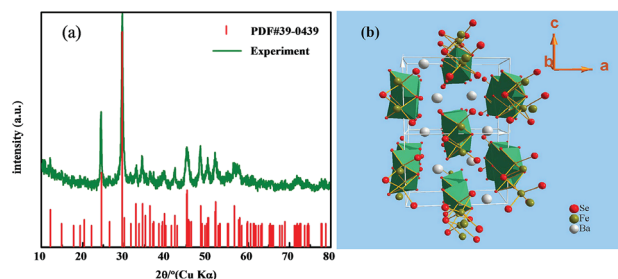 (a)
PDF#39-0439
Experiment
intensity (a.u.)
10 20 30 40 50 60 70 80
2θ/°(Cu Kα)
(b)
c
b
a
Se
Fe
Ba